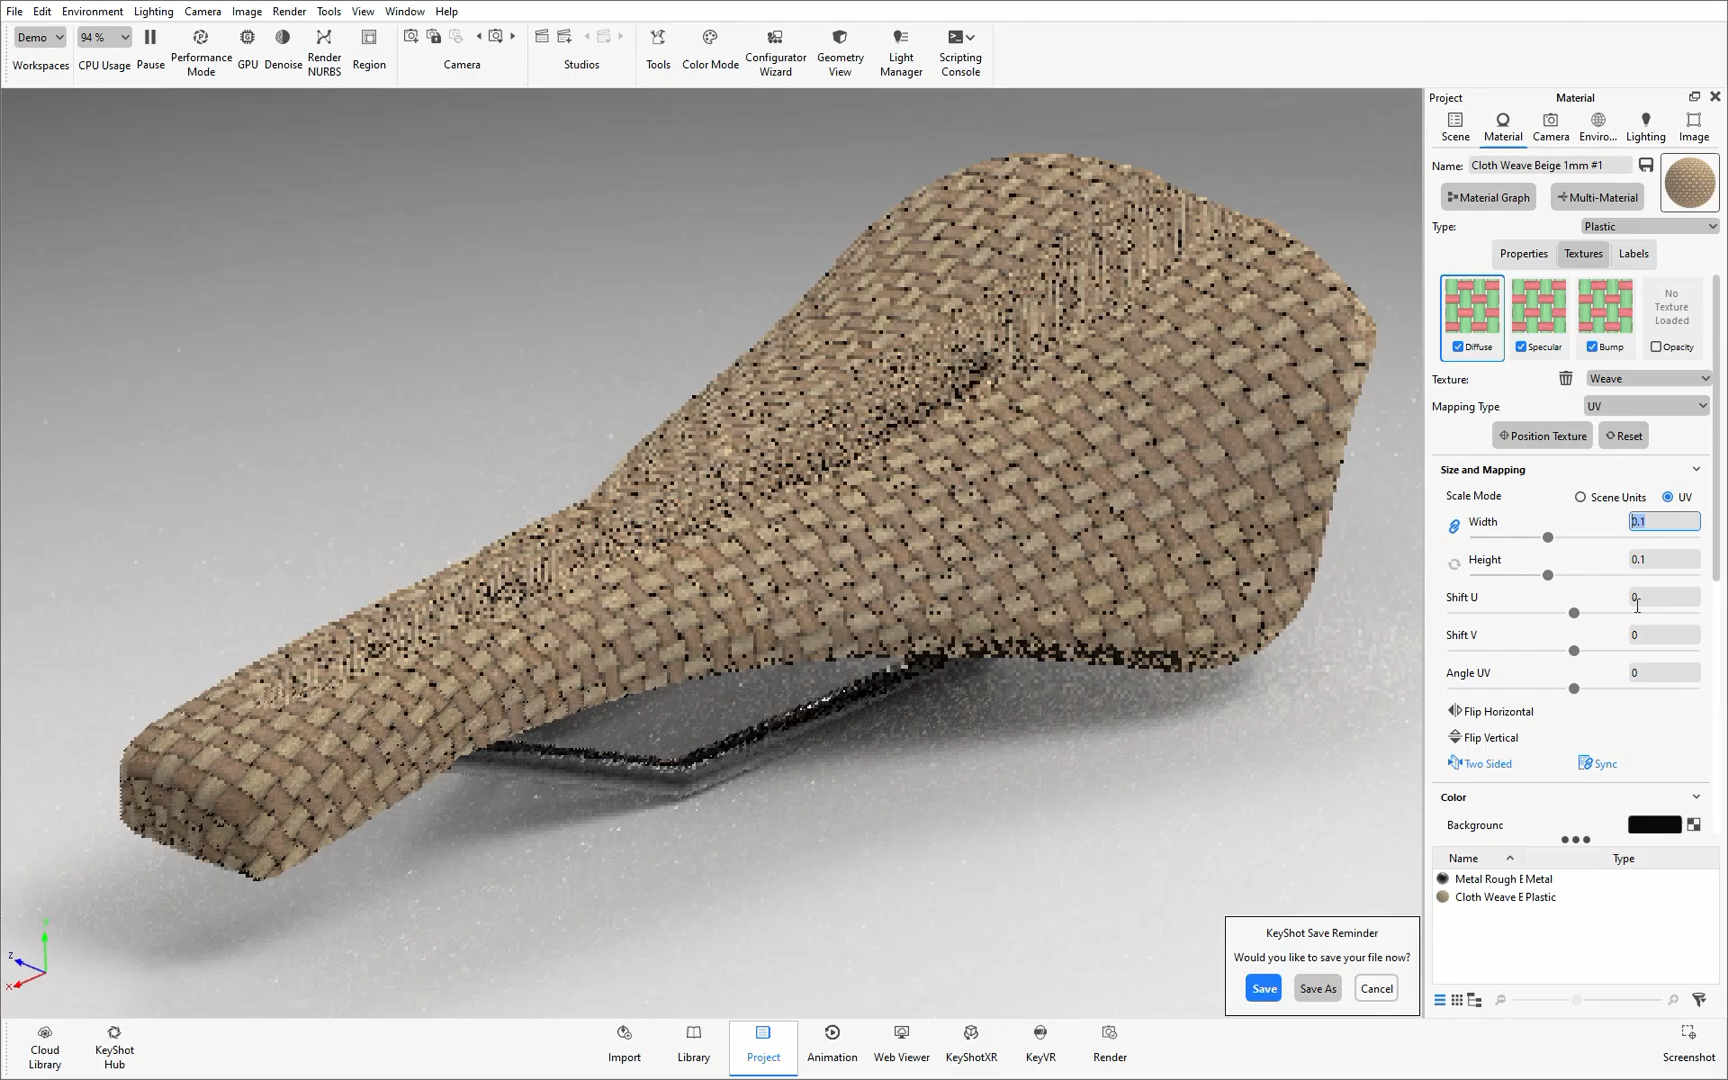 File Edit Environment Lighting Camera Image Render Tools View Window Help
Demo 94 %
Workspaces CPU Usage Pause Performance Mode GPU Denoise Render NURBS Region Camera Studios Tools Color Mode Configurator Wizard Geometry View Light Manager Scripting Console
Project Material
Scene Material Camera Enviro... Lighting Image
Name: Cloth Weave Beige 1mm #1
Material Graph Multi-Material
Type: Plastic
Properties Textures Labels
No Texture Loaded
Diffuse Specular Bump Opacity
Texture: Weave
Mapping Type UV
Position Texture Reset
Size and Mapping
Scale Mode Scene Units UV
Width 0.1
Height 0.1
Shift U 0
Shift V 0
Angle UV 0
Flip Horizontal
Flip Vertical
Two Sided Sync
Color
Backgrounc
Name Type
Metal Rough E Metal
Cloth Weave E Plastic
KeyShot Save Reminder
Would you like to save your file now?
Save Save As Cancel
Y
Z
X
Cloud Library KeyShot Hub Import Library Project Animation Web Viewer KeyShotXR KeyVR Render Screenshot